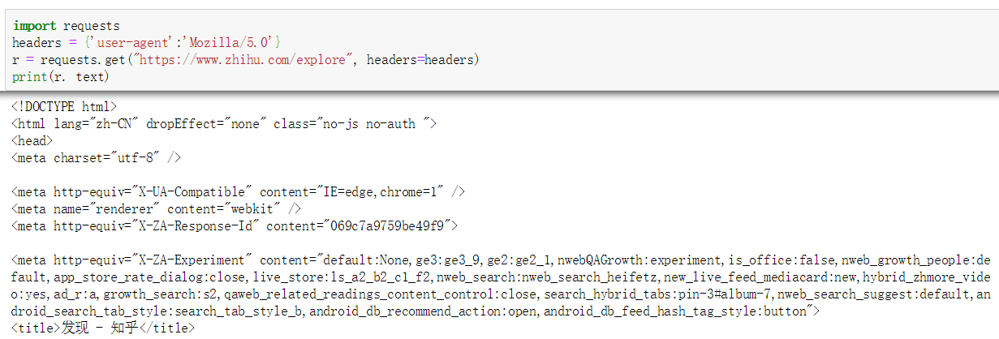 import requests
headers = {'user-agent':'Mozilla/5.0'}
r = requests.get("https://www.zhihu.com/explore", headers=headers)
print(r. text)
<!DOCTYPE html>
<html lang="zh-CN" dropEffect="none" class="no-js no-auth ">
<head>
<meta charset="utf-8" />
<meta http-equiv="X-UA-Compatible" content="IE=edge,chrome=1" />
<meta name="renderer" content="webkit" />
<meta http-equiv="X-ZA-Response-Id" content="069c7a9759be49f9">
<meta http-equiv="X-ZA-Experiment" content="default:None,ge3:ge3_9,ge2:ge2_1,nwebQAGrowth:experiment,is_office:false,nweb_growth_people:de
fault,app_store_rate_dialog:close,live_store:ls_a2_b2_c1_f2,nweb_search:nweb_search_heifetz,new_live_feed_mediacard:new,hybrid_zhmore_vide
o:yes,ad_r:a,growth_search:s2,qaweb_related_readings_content_control:close,search_hybrid_tabs:pin-3#album-7,nweb_search_suggest:default,an
droid_search_tab_style:search_tab_style_b,android_db_recommend_action:open,android_db_feed_hash_tag_style:button">
<title>发现 - 知乎</title>